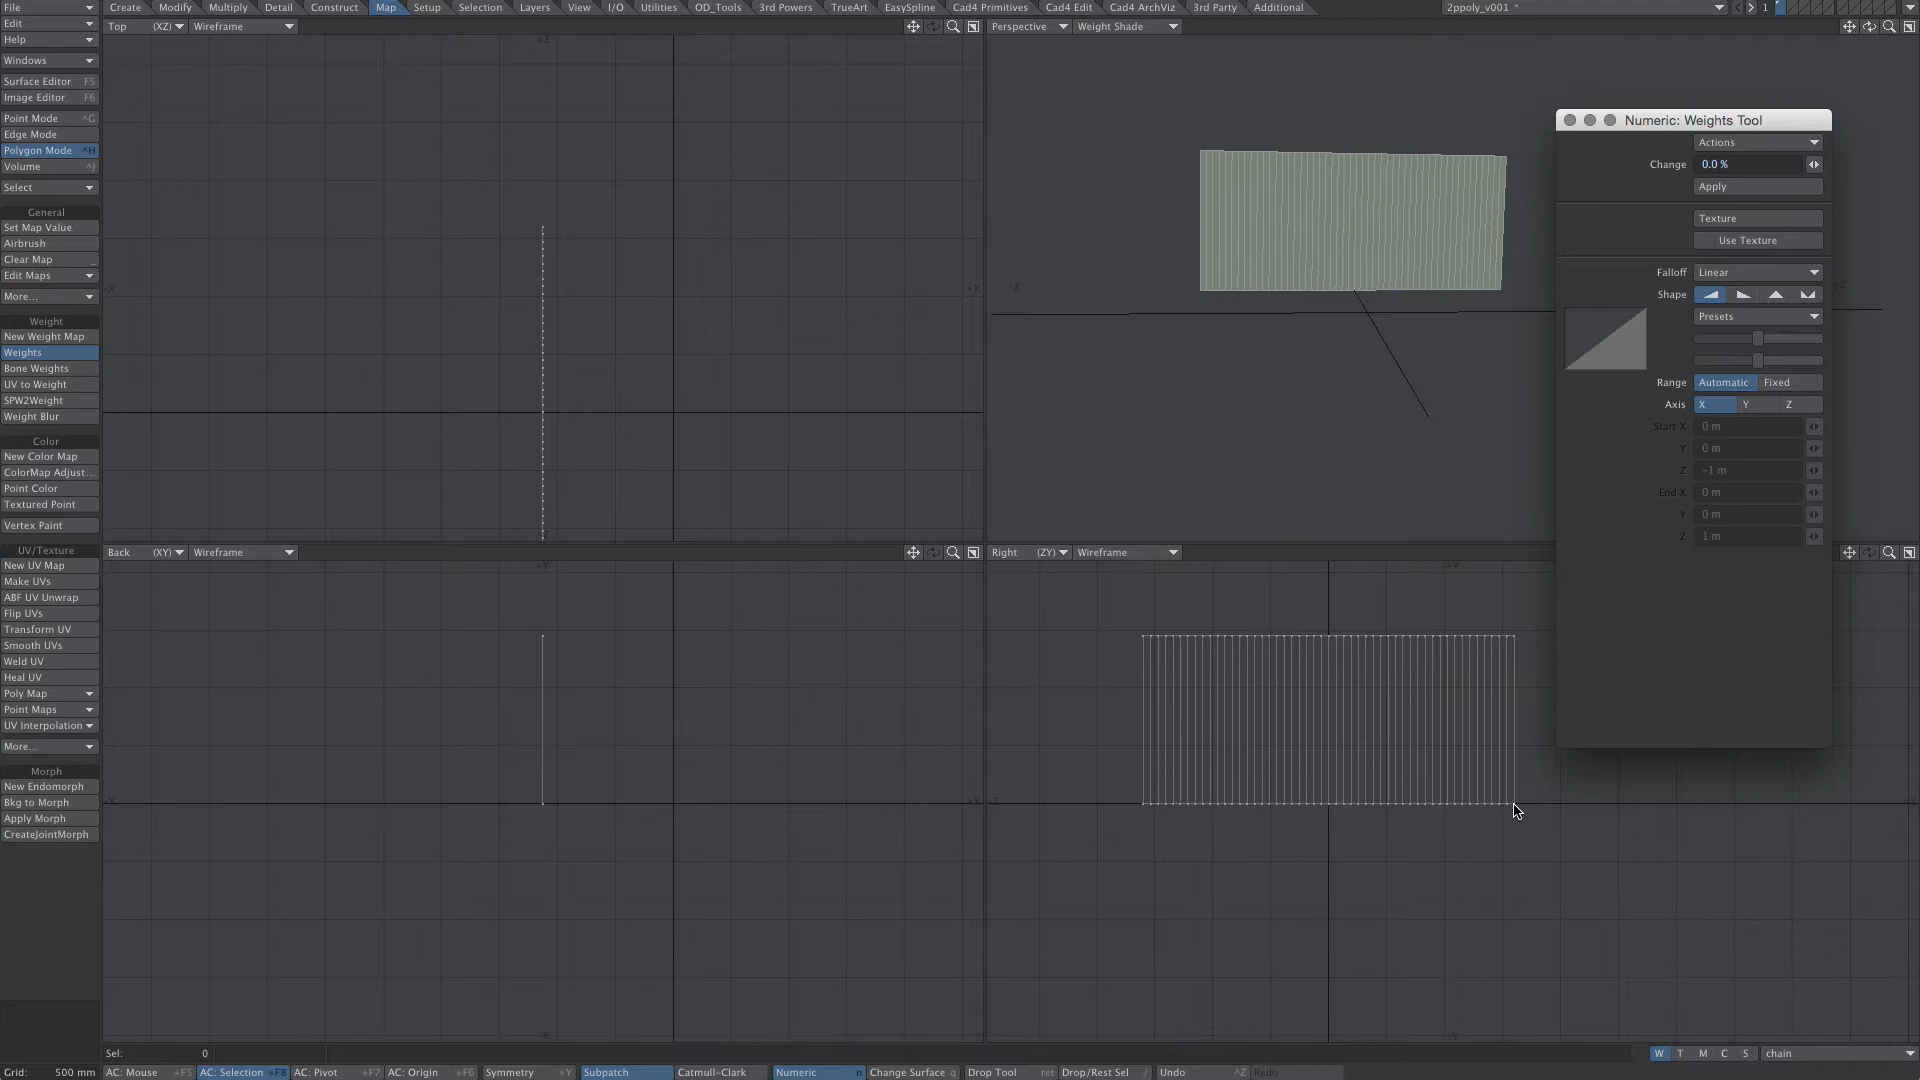 File Create Modify Multiply Detail Construct Map Setup Selection Layers View I/O Utilities OD_Tools 3rd Powers TrueArt EasySpline Cad4 Primitives Cad4 Edit Cad4 ArchViz 3rd Party Additional 2ppoly_v001 * 1
Edit Top (XZ) Wireframe Perspective Weight Shade
Help
Windows
Surface Editor F5
Image Editor F6
Point Mode ^G
Edge Mode
Polygon Mode ^H
Volume ^J
Select
General
Set Map Value
Airbrush
Clear Map _
Edit Maps
More...
Weight
New Weight Map
Weights
Bone Weights
UV to Weight
SPW2Weight
Weight Blur
Color
New Color Map
ColorMap Adjust...
Point Color
Textured Point
Vertex Paint
UV/Texture
New UV Map
Make UVs
ABF UV Unwrap
Flip UVs
Transform UV
Smooth UVs
Weld UV
Heal UV
Poly Map
Point Maps
UV Interpolation
More...
Morph
New Endomorph
Bkg to Morph
Apply Morph
CreateJointMorph
Numeric: Weights Tool
Actions
Change 0.0 %
Apply
Texture
Use Texture
Falloff Linear
Shape
Presets
Range Automatic Fixed
Axis X Y Z
Start X 0 m
Y 0 m
Z -1 m
End X 0 m
Y 0 m
Z 1 m
Back (XY) Wireframe Right (ZY) Wireframe
Sel: 0 W T M C S chain
Grid: 500 mm AC: Mouse +F5 AC: Selection +F8 AC: Pivot +F7 AC: Origin +F6 Symmetry +Y Subpatch Catmull-Clark Numeric n Change Surface q Drop Tool ret Drop/Rest Sel / Undo ^Z Redo